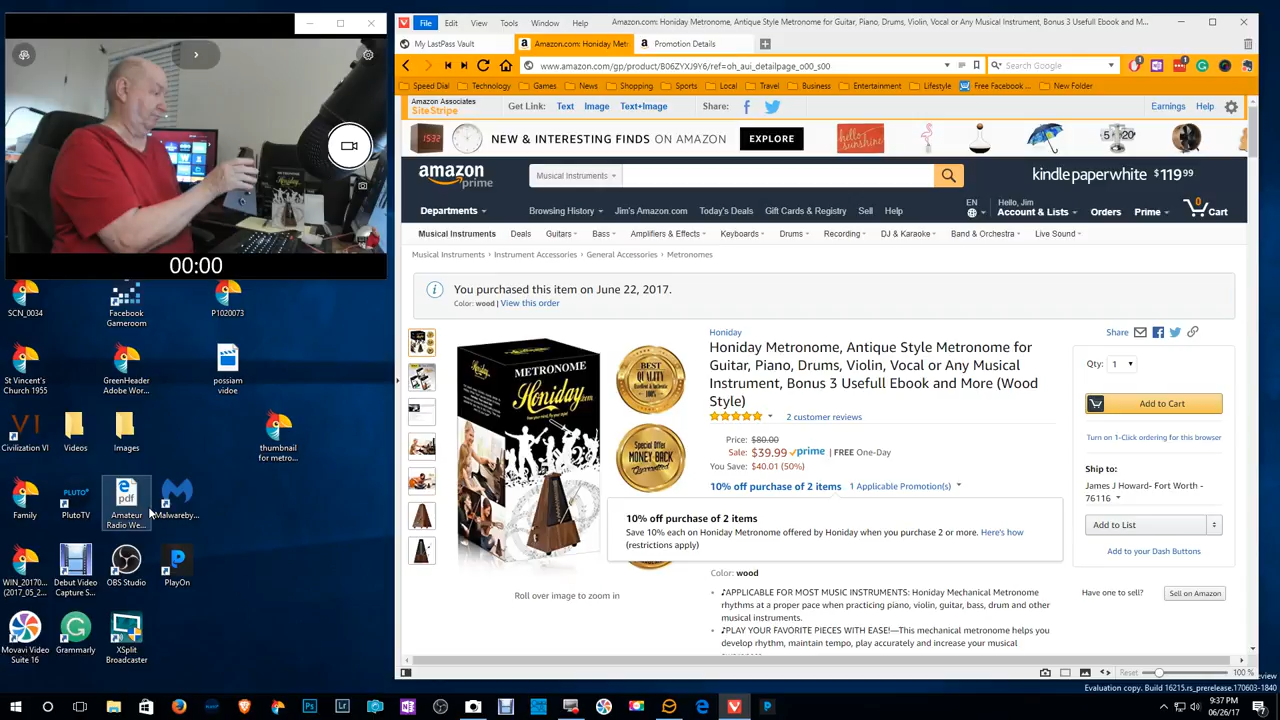 00:00
SCN_0034
Facebook
Gameroom
P1020073
St Vincent's
Church 1955
GreenHeader
Adobe Wor...
possiam
video
Civilization VI
Videos
Images
thumbnail
for metro...
Family
PlutoTV
PLUTO
pdf
Amateur
Radio We...
Malwareby...
WIN_20170...
(2017_05_2...
Debut Video
Capture S...
OBS Studio
PlayOn
Movavi Video
Suite 16
Grammarly
XSplit
Broadcaster
File Edit View Tools Window Help
Amazon.com: Honiday Metronome, Antique Style Metronome for Guitar, Piano, Drums, Violin, Vocal or Any Musical Instrument, Bonus 3 Usefull Ebook and M...
My LastPass Vault
Amazon.com: Honiday Metr
Promotion Details
www.amazon.com/gp/product/B06ZYXJ9Y6/ref=oh_aui_detailpage_o00_s00
Search Google
Speed Dial Technology Games News Shopping Sports Local Travel Business Entertainment Lifestyle Free Facebook ... New Folder
Amazon Associates
SiteStripe
Get Link: Text Image Text+Image Share:
Earnings Help
NEW & INTERESTING FINDS ON AMAZON EXPLORE
hello
sunshine
amazon
prime
Musical Instruments
kindle paperwhite $119.99
Departments
Browsing History Jim's Amazon.com Today's Deals Gift Cards & Registry Sell Help
EN
Hello, Jim
Account & Lists Orders Prime
0
Cart
Musical Instruments Deals Guitars Bass Amplifiers & Effects Keyboards Drums Recording DJ & Karaoke Band & Orchestra Live Sound
Musical Instruments › Instrument Accessories › General Accessories › Metronomes
You purchased this item on June 22, 2017.
Color: wood | View this order
METRONOME
Honiday.com
BEST
QUALITY
Special Offer
MONEY BACK
Roll over image to zoom in
Honiday
Share
Honiday Metronome, Antique Style Metronome for
Guitar, Piano, Drums, Violin, Vocal or Any Musical
Instrument, Bonus 3 Usefull Ebook and More (Wood
Style)
2 customer reviews
Price: $80.00
Sale: $39.99 prime | FREE One-Day
You Save: $40.01 (50%)
10% off purchase of 2 items 1 Applicable Promotion(s)
10% off purchase of 2 items
Save 10% each on Honiday Metronome offered by Honiday when you purchase 2 or more. Here's how
(restrictions apply)
Color: wood
♪APPLICABLE FOR MOST MUSIC INSTRUMENTS: Honiday Mechanical Metronome
rhythms at a proper pace when practicing piano, violin, guitar, bass, drum and other
musical instruments.
♪PLAY YOUR FAVORITE PIECES WITH EASE!—This mechanical metronome helps you
develop rhythm, maintain tempo, play accurately and increase your musical
Qty: 1
Add to Cart
Turn on 1-Click ordering for this browser
Ship to:
James J Howard- Fort Worth -
76116
Add to List
Add to your Dash Buttons
Have one to sell? Sell on Amazon
Reset 100 %
Evaluation copy. Build 16215.rs_prerelease.170603-1840
9:37 PM
06/26/17